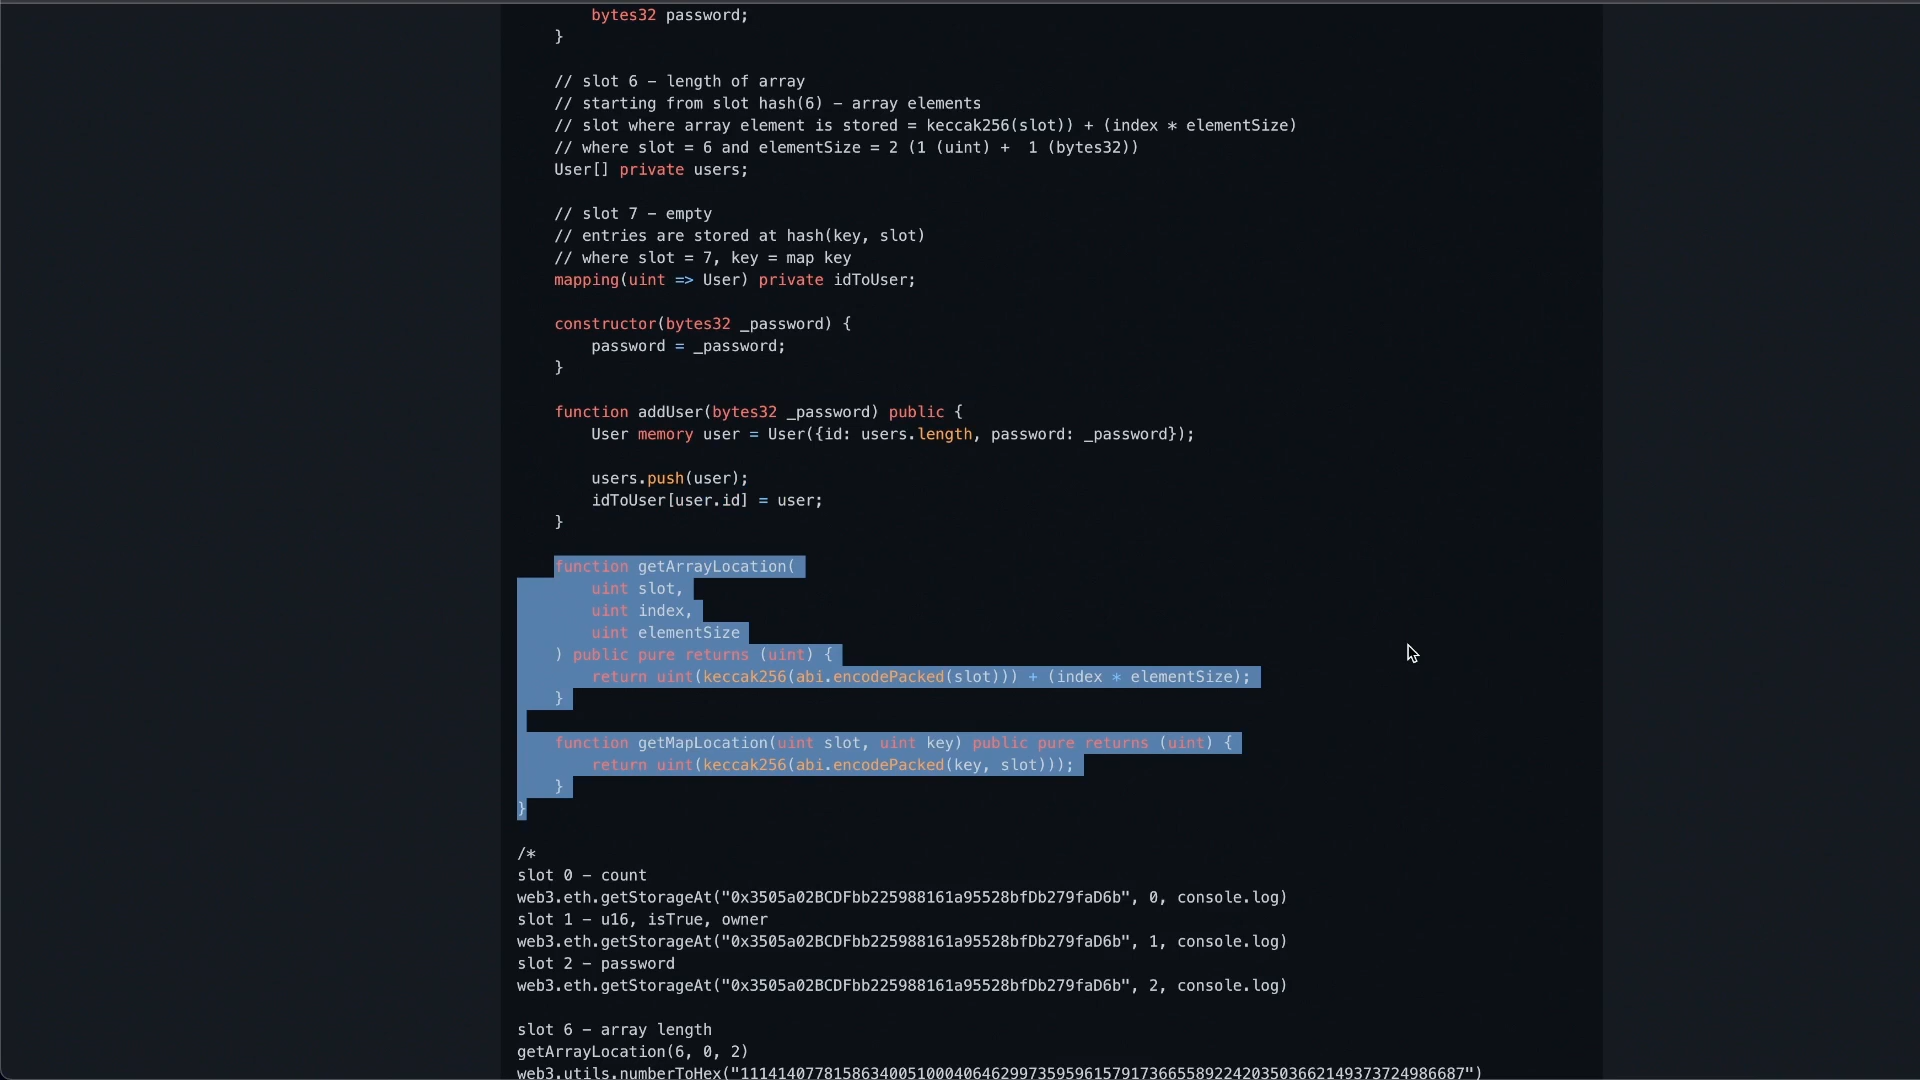 bytes32 password;
}
// slot 6 – length of array
// starting from slot hash(6) – array elements
// slot where array element is stored = keccak256(slot)) + (index * elementSize)
// where slot = 6 and elementSize = 2 (1 (uint) +  1 (bytes32))
User[] private users;
// slot 7 – empty
// entries are stored at hash(key, slot)
// where slot = 7, key = map key
mapping(uint => User) private idToUser;
constructor(bytes32 _password) {
password = _password;
}
function addUser(bytes32 _password) public {
User memory user = User({id: users.length, password: _password});
users.push(user);
idToUser[user.id] = user;
}
function getArrayLocation(
uint slot,
uint index,
uint elementSize
) public pure returns (uint) {
return uint(keccak256(abi.encodePacked(slot))) + (index * elementSize);
}
function getMapLocation(uint slot, uint key) public pure returns (uint) {
return uint(keccak256(abi.encodePacked(key, slot)));
}
}
/*
slot 0 – count
web3.eth.getStorageAt("0x3505a02BCDFbb225988161a95528bfDb279faD6b", 0, console.log)
slot 1 – u16, isTrue, owner
web3.eth.getStorageAt("0x3505a02BCDFbb225988161a95528bfDb279faD6b", 1, console.log)
slot 2 – password
web3.eth.getStorageAt("0x3505a02BCDFbb225988161a95528bfDb279faD6b", 2, console.log)
slot 6 – array length
getArrayLocation(6, 0, 2)
web3.utils.numberToHex("111414077815863400510004064629973595961579173665589224203503662149373724986687")